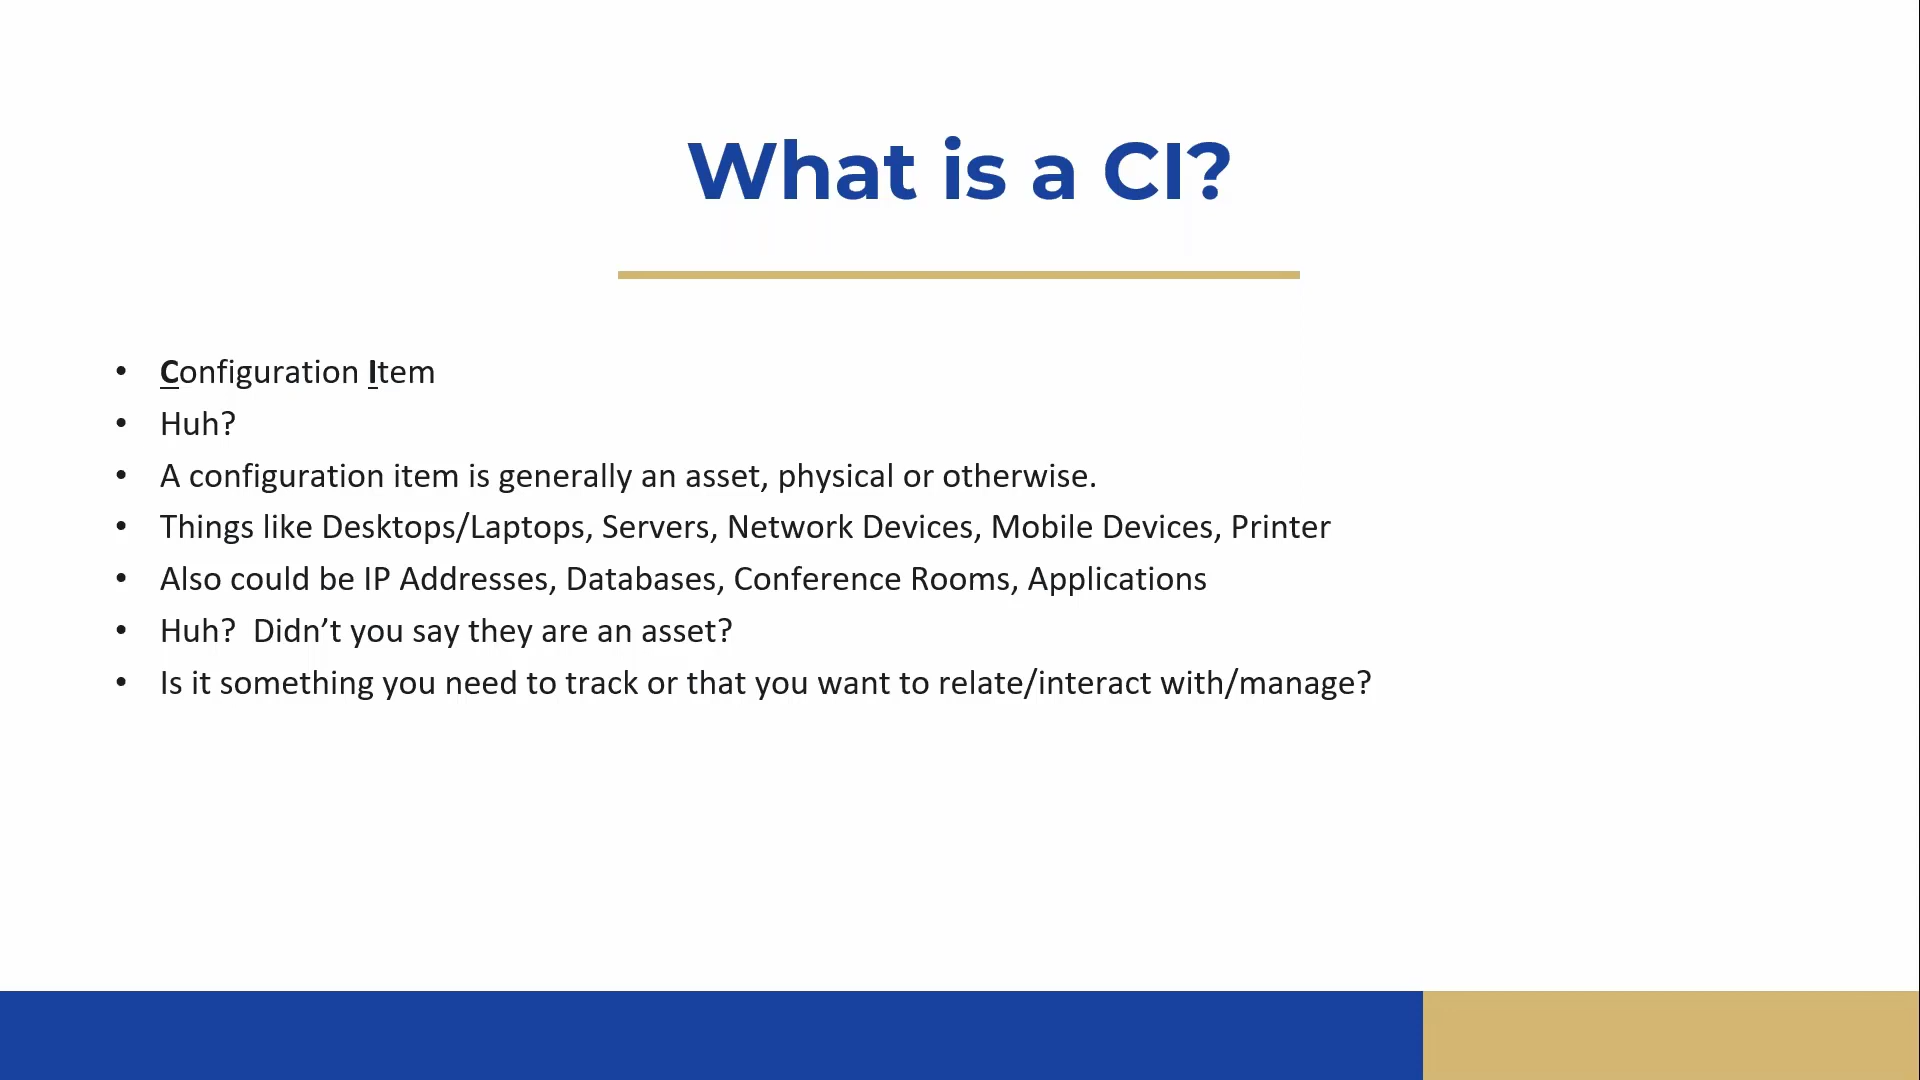 What is a CI?
• Configuration Item
• Huh?
• A configuration item is generally an asset, physical or otherwise.
• Things like Desktops/Laptops, Servers, Network Devices, Mobile Devices, Printer
• Also could be IP Addresses, Databases, Conference Rooms, Applications
• Huh?  Didn’t you say they are an asset?
• Is it something you need to track or that you want to relate/interact with/manage?